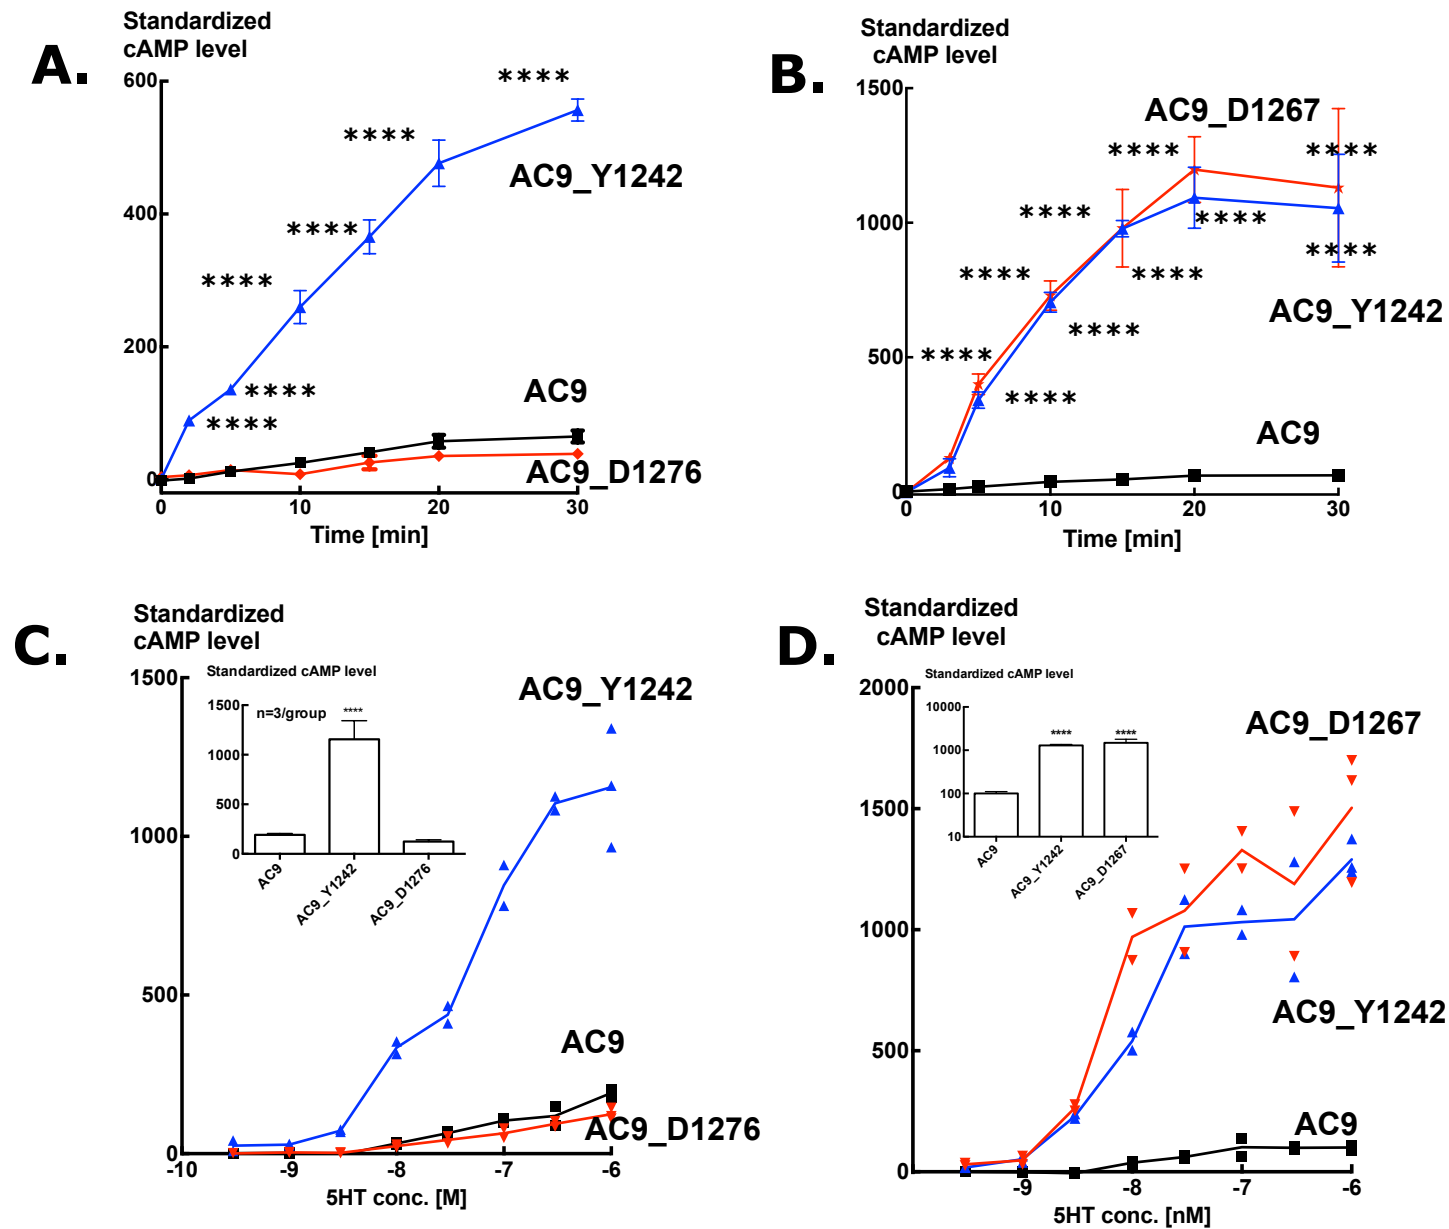 A.
Standardized
cAMP level
600
400
200
0
****
****
****
****
****
****
AC9_Y1242
AC9
AC9_D1276
0
10
20
30
Time [min]
B.
Standardized
cAMP level
1500
1000
500
0
AC9_D1267
****
****
****
****
****
****
****
****
****
****
AC9_Y1242
AC9
0
10
20
30
Time [min]
C.
Standardized
cAMP level
1500
1000
500
0
Standardized cAMP level
n=3/group
****
1500
1000
500
0
AC9
AC9_Y1242
AC9_D1276
AC9_Y1242
AC9
AC9_D1276
-10
-9
-8
-7
-6
5HT conc. [M]
D.
Standardized
cAMP level
2000
1500
1000
500
0
Standardized cAMP level
10000
1000
100
10
****
****
AC9
AC9_Y1242
AC9_D1267
AC9_D1267
AC9_Y1242
AC9
-9
-8
-7
-6
5HT conc. [nM]